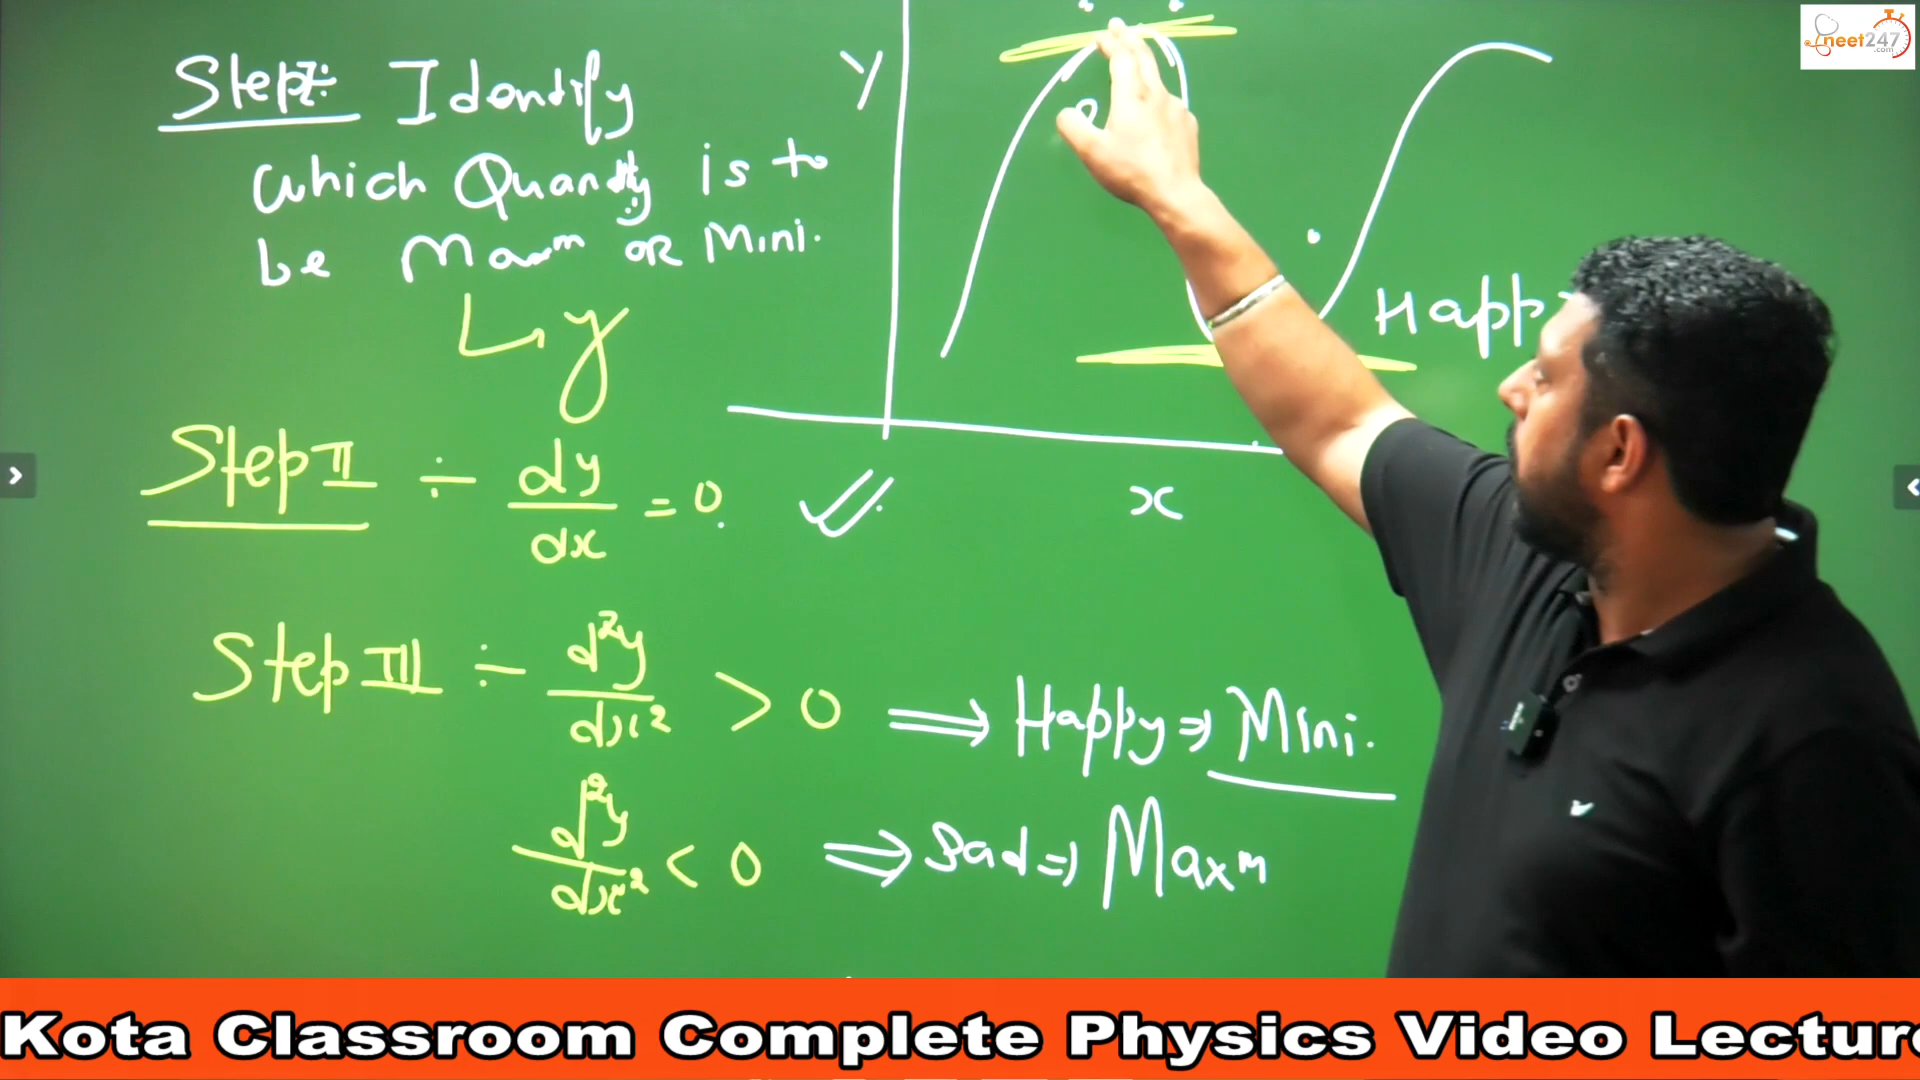 Step I :- Identify
which Quantity is to
be Maxm OR Mini.
↳ y
Step II ÷ dy/dx = 0
Step III ÷ d²y/dx² > 0 ⟹ Happy ⇒ Mini.
d²y/dx² < 0 ⟹ Sad ⇒ Maxm
Y
x
neet247
.com
Kota Classroom Complete Physics Video Lecture